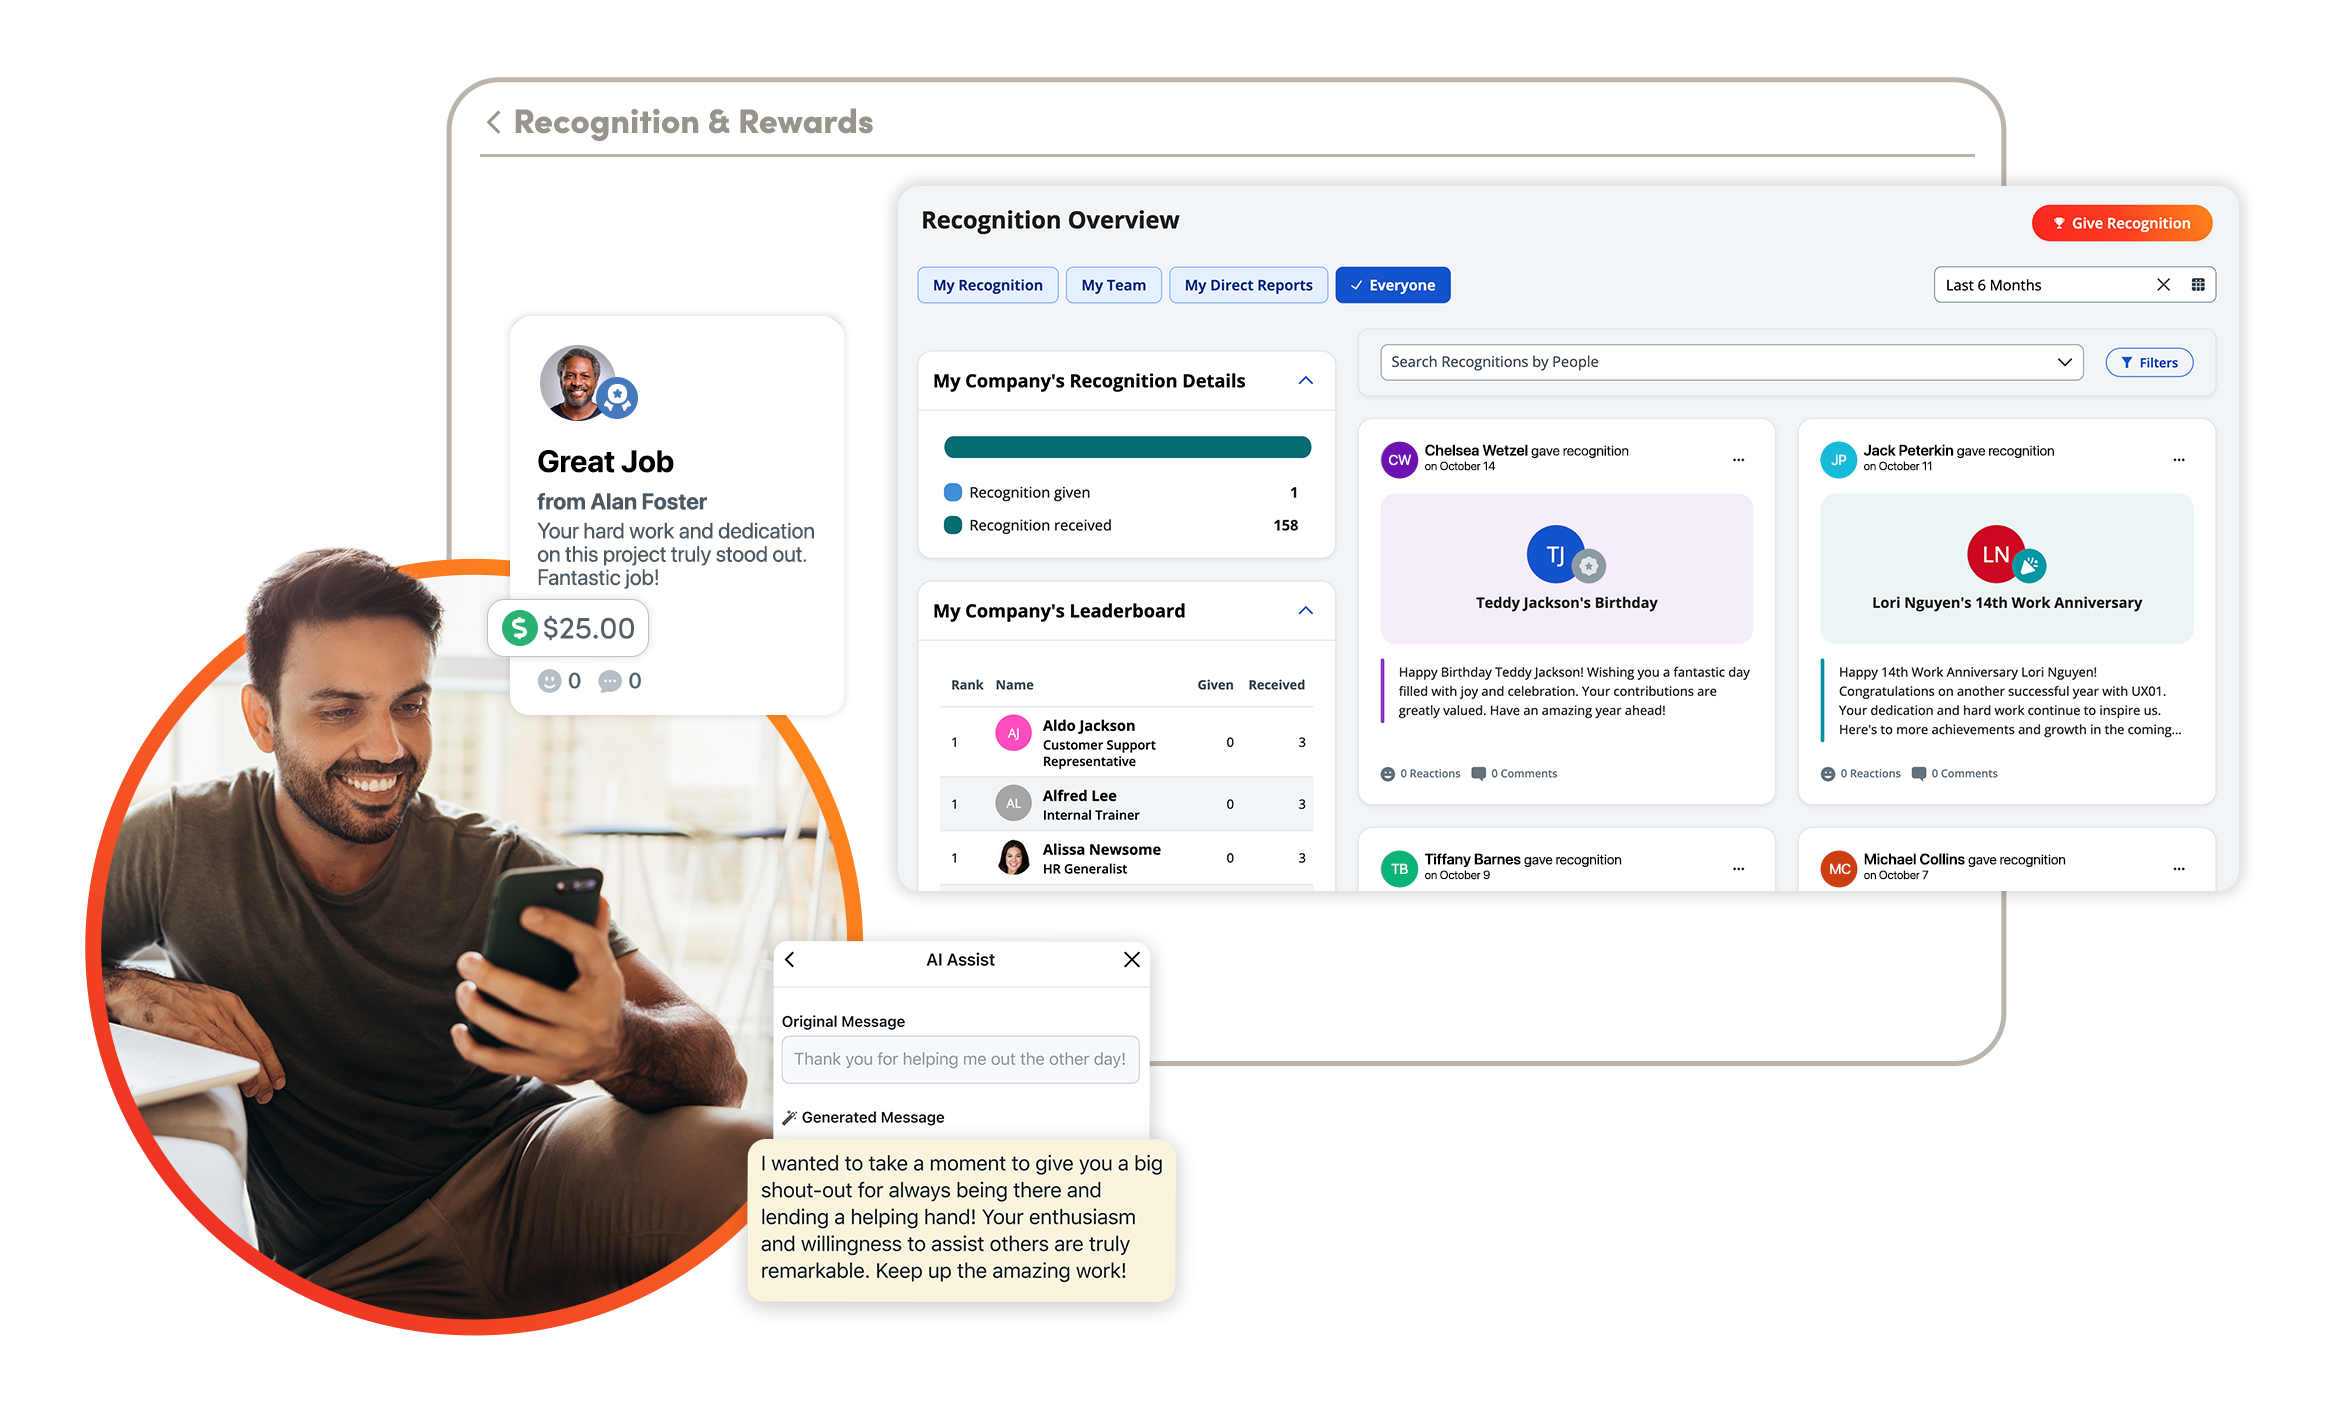 Recognition & Rewards
Great Job
from Alan Foster
Your hard work and dedication
on this project truly stood out.
Fantastic job!
$ $25.00
0 0
Recognition Overview
Give Recognition
My Recognition
My Team
My Direct Reports
Everyone
Last 6 Months
My Company's Recognition Details
Recognition given 1
Recognition received 158
My Company's Leaderboard
Rank Name Given Received
1 AJ Aldo Jackson 0 3
Customer Support
Representative
1 AL Alfred Lee 0 3
Internal Trainer
1 Alissa Newsome 0 3
HR Generalist
Search Recognitions by People
Filters
CW Chelsea Wetzel gave recognition
on October 14
TJ
Teddy Jackson's Birthday
Happy Birthday Teddy Jackson! Wishing you a fantastic day
filled with joy and celebration. Your contributions are
greatly valued. Have an amazing year ahead!
0 Reactions 0 Comments
JP Jack Peterkin gave recognition
on October 11
LN
Lori Nguyen's 14th Work Anniversary
Happy 14th Work Anniversary Lori Nguyen!
Congratulations on another successful year with UX01.
Your dedication and hard work continue to inspire us.
Here's to more achievements and growth in the coming...
0 Reactions 0 Comments
TB Tiffany Barnes gave recognition
on October 9
MC Michael Collins gave recognition
on October 7
AI Assist
Original Message
Thank you for helping me out the other day!
Generated Message
I wanted to take a moment to give you a big
shout-out for always being there and
lending a helping hand! Your enthusiasm
and willingness to assist others are truly
remarkable. Keep up the amazing work!